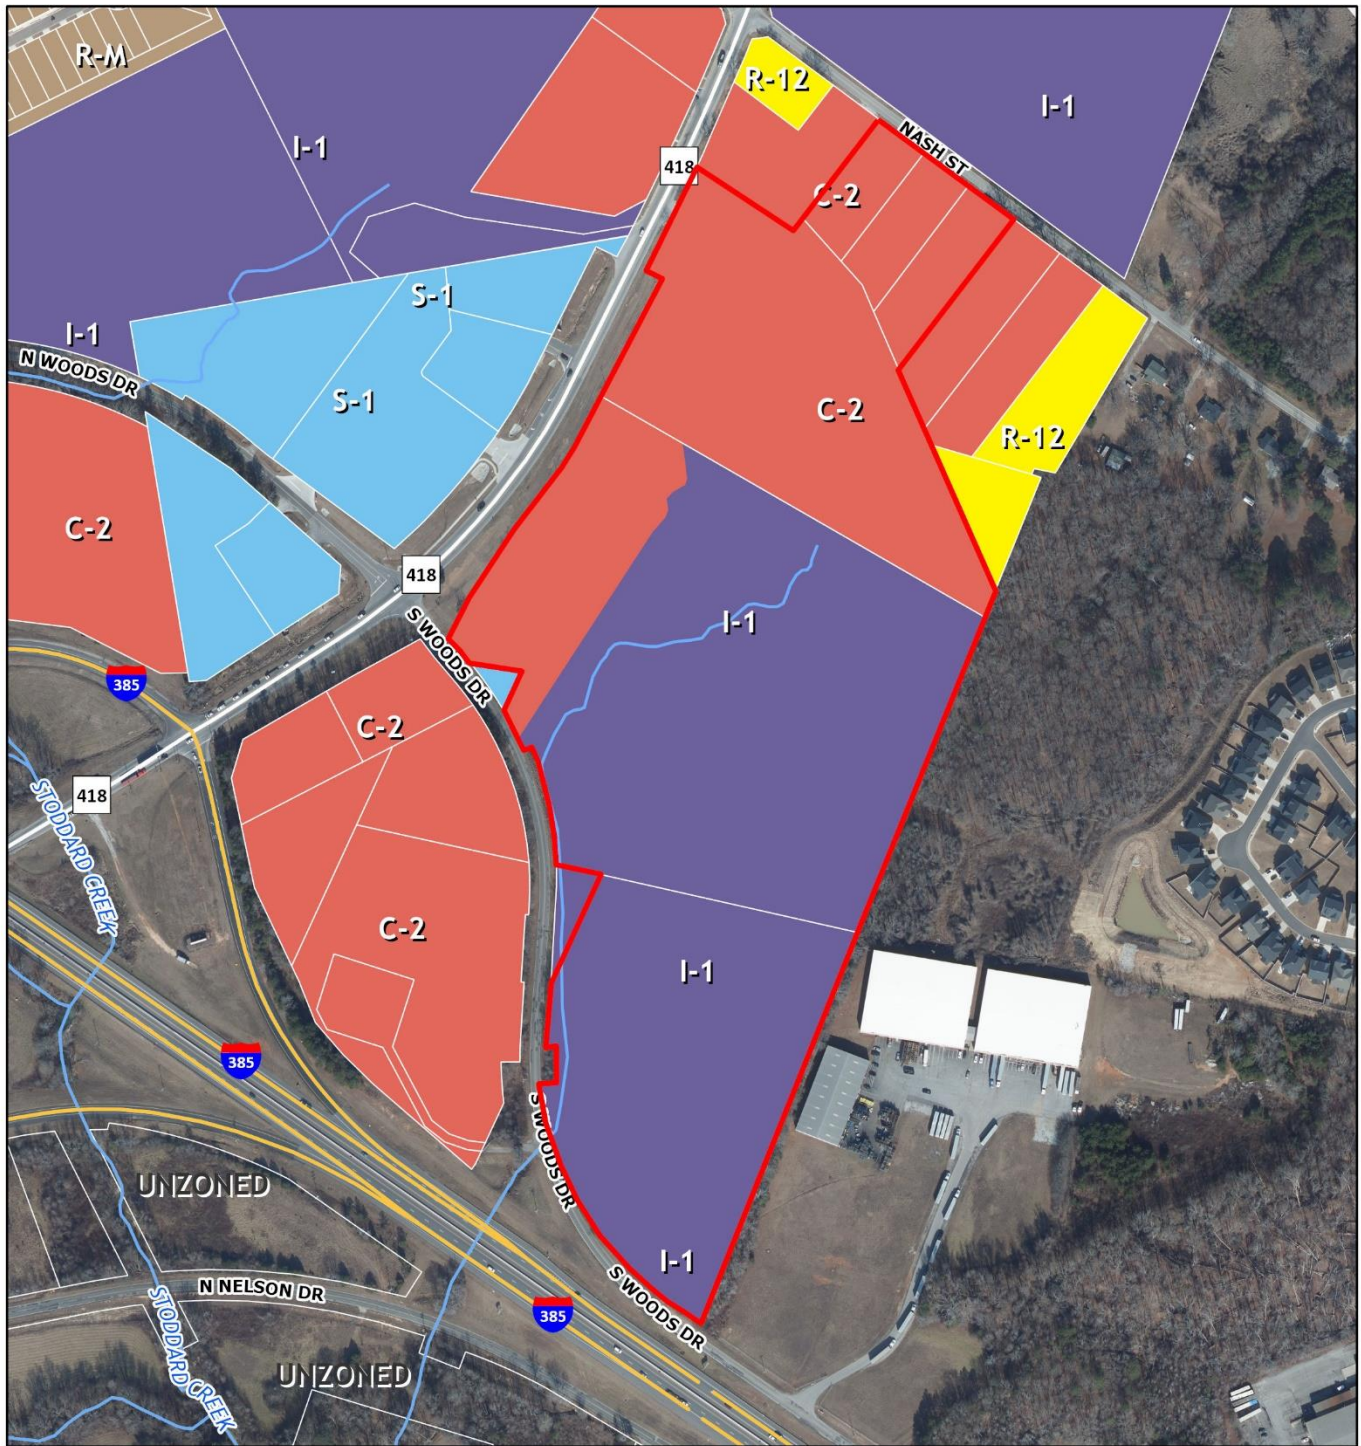 R-M
R-12
I-1
I-1
NASH ST
418
C-2
S-1
I-1
N WOODS DR
S-1
C-2
R-12
C-2
418
I-1
S WOODS DR
385
C-2
418
STODDARD CREEK
C-2
I-1
385
S WOODS DR
UNZONED
I-1
N NELSON DR
S WOODS DR
385
STODDARD CREEK
UNZONED